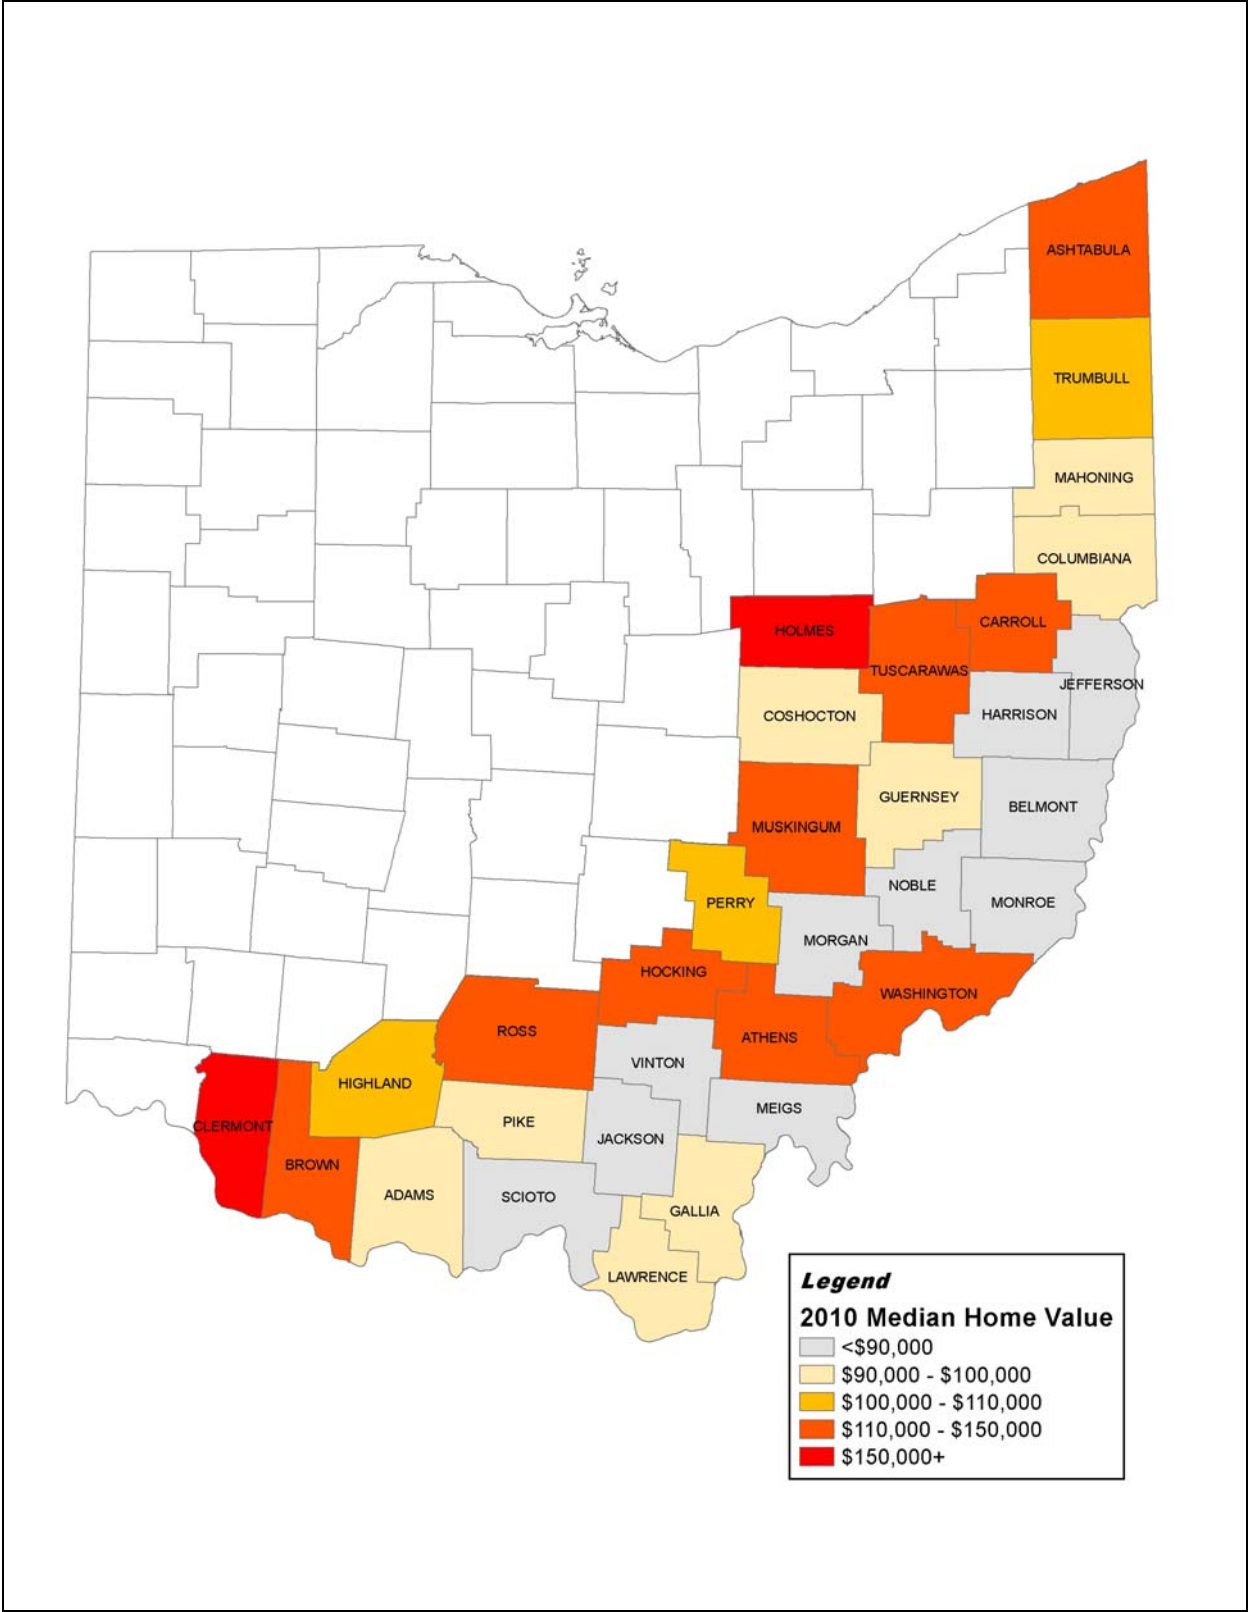 ASHTABULA
TRUMBULL
MAHONING
COLUMBIANA
CARROLL
HOLMES
TUSCARAWAS
JEFFERSON
HARRISON
COSHOCTON
GUERNSEY
BELMONT
MUSKINGUM
NOBLE
MONROE
PERRY
MORGAN
HOCKING
WASHINGTON
ROSS
ATHENS
VINTON
HIGHLAND
MEIGS
PIKE
CLERMONT
JACKSON
BROWN
ADAMS
SCIOTO
GALLIA
LAWRENCE
Legend
2010 Median Home Value
<$90,000
$90,000 - $100,000
$100,000 - $110,000
$110,000 - $150,000
$150,000+